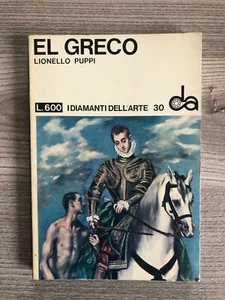 EL GRECO
LIONELLO PUPPI
L.600 I DIAMANTI DELL'ARTE 30
da